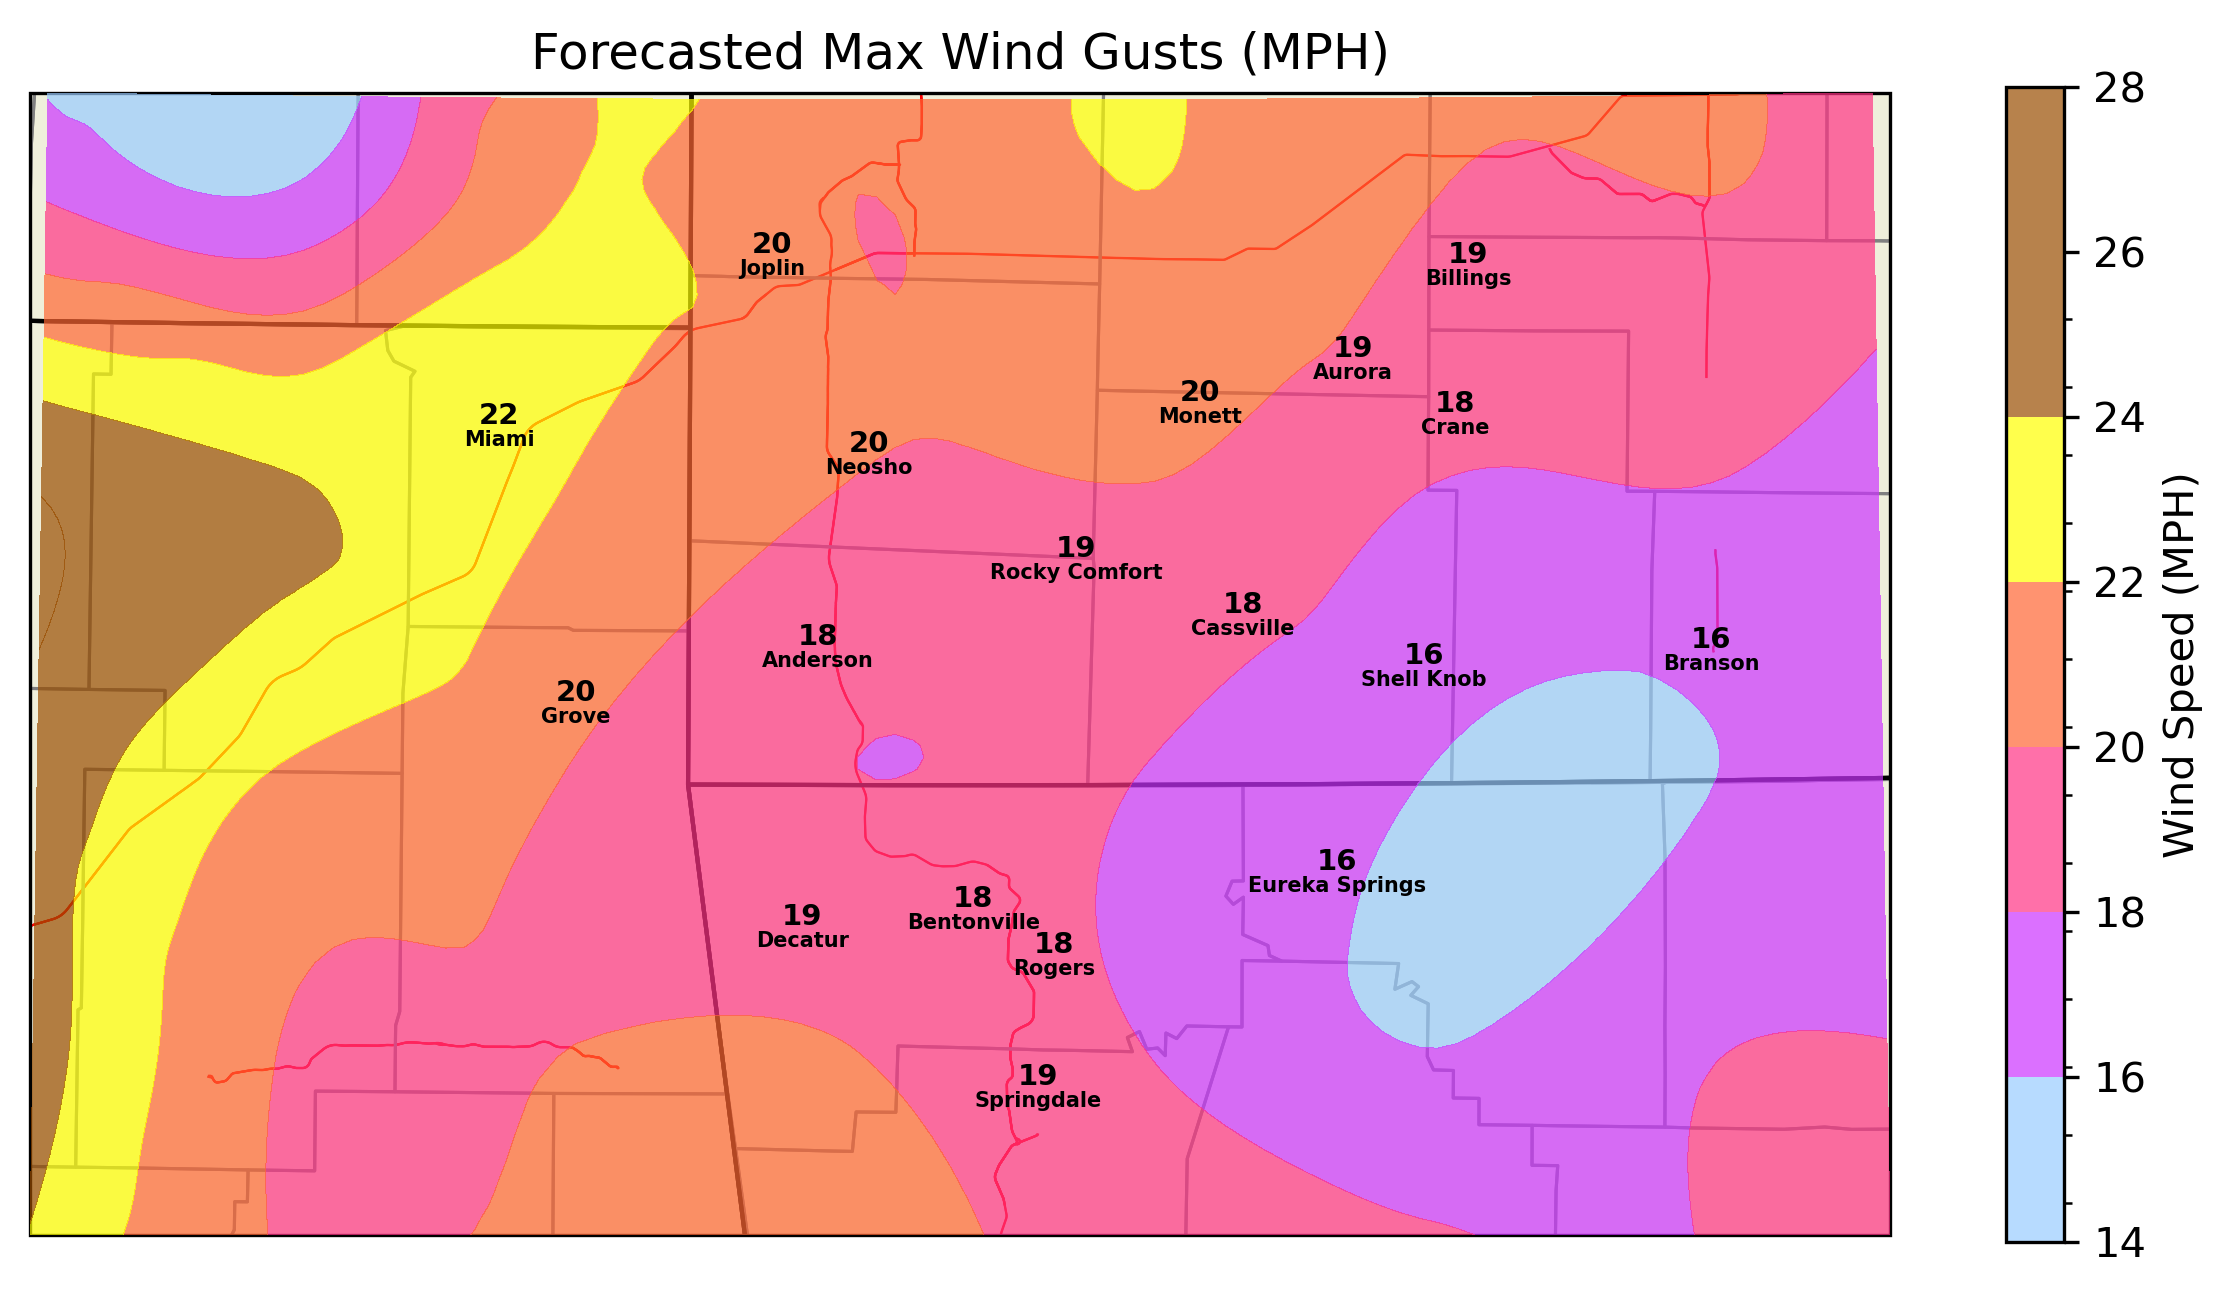 Forecasted Max Wind Gusts (MPH)
20
Joplin
19
Billings
19
Aurora
22
Miami
20
Monett
18
Crane
20
Neosho
19
Rocky Comfort
18
Cassville
18
Anderson
16
Shell Knob
16
Branson
20
Grove
16
Eureka Springs
19
Decatur
18
Bentonville
18
Rogers
19
Springdale
28
26
24
22
20
18
16
14
Wind Speed (MPH)